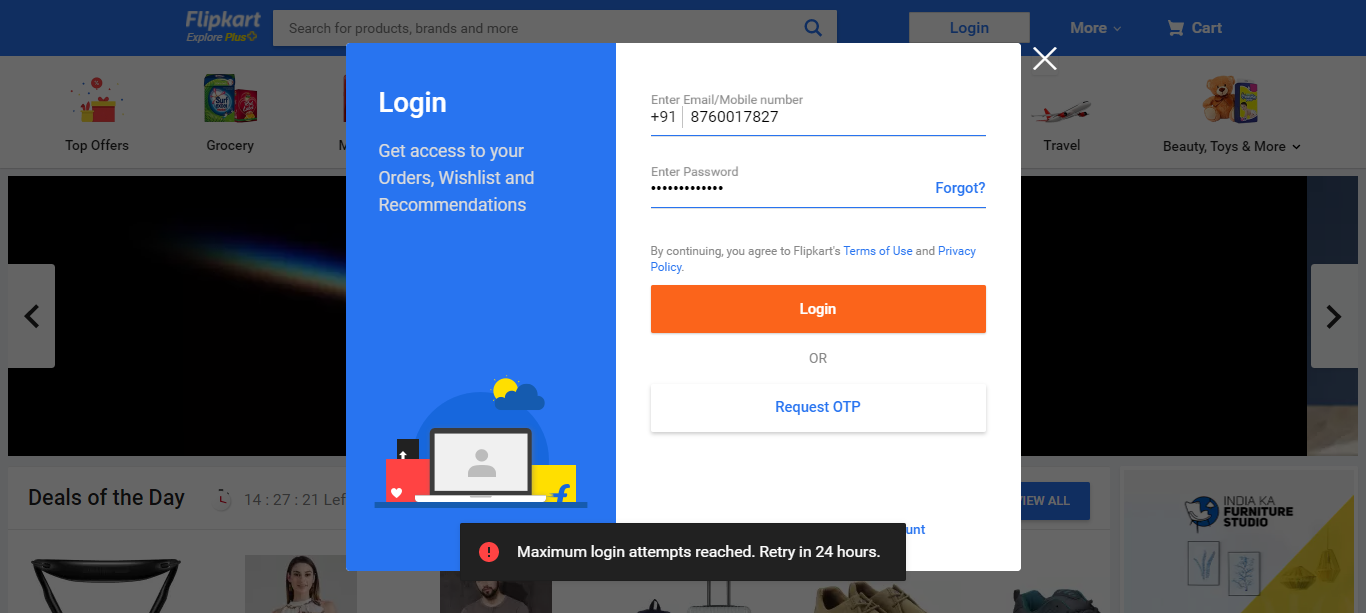 Flipkart
Explore Plus
Search for products, brands and more
Login
More
Cart
Top Offers
Grocery
Travel
Beauty, Toys & More
Login
Get access to your
Orders, Wishlist and
Recommendations
Enter Email/Mobile number
+91 8760017827
Enter Password
Forgot?
By continuing, you agree to Flipkart's Terms of Use and Privacy
Policy.
Login
OR
Request OTP
Maximum login attempts reached. Retry in 24 hours.
Deals of the Day
14 : 27 : 21
VIEW ALL
INDIA KA
FURNITURE
STUDIO